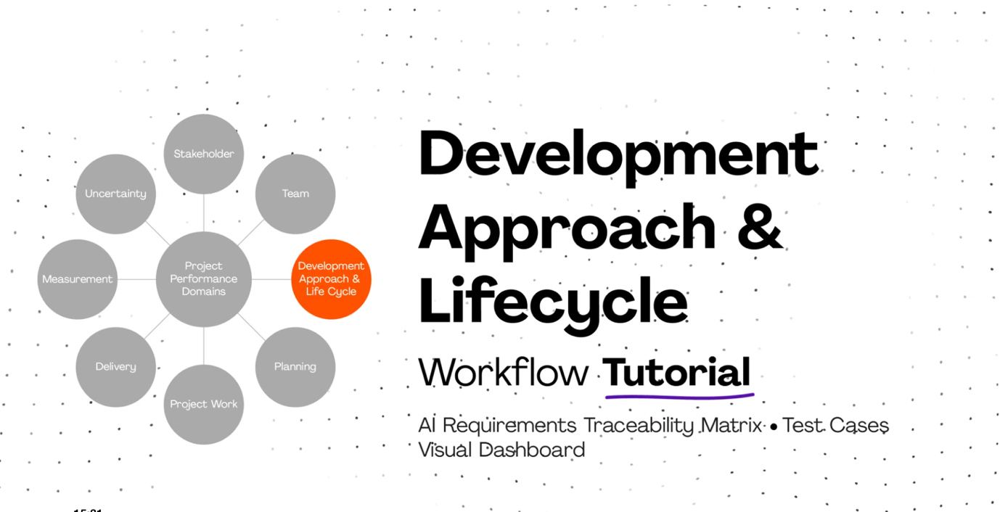 Stakeholder
Uncertainty
Team
Project
Performance
Domains
Measurement
Development
Approach &
Life Cycle
Delivery
Planning
Project Work
Development
Approach &
Lifecycle
Workflow Tutorial
AI Requirements Traceability Matrix • Test Cases
Visual Dashboard